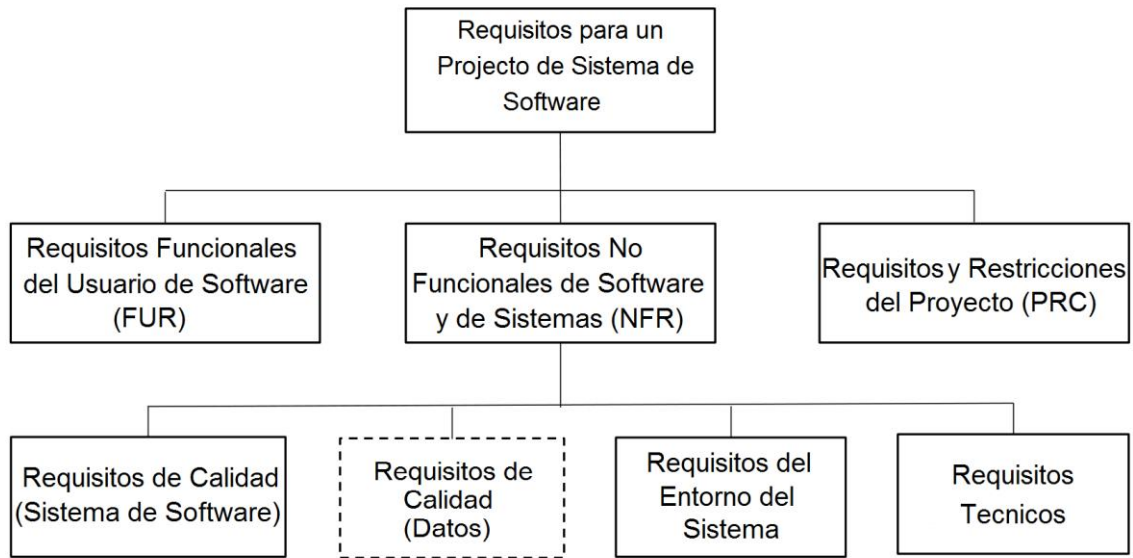 Requisitos para un
Projecto de Sistema de
Software
Requisitos Funcionales
del Usuario de Software
(FUR)
Requisitos No
Funcionales de Software
y de Sistemas (NFR)
Requisitos y Restricciones
del Proyecto (PRC)
Requisitos de Calidad
(Sistema de Software)
Requisitos de
Calidad
(Datos)
Requisitos del
Entorno del
Sistema
Requisitos
Tecnicos